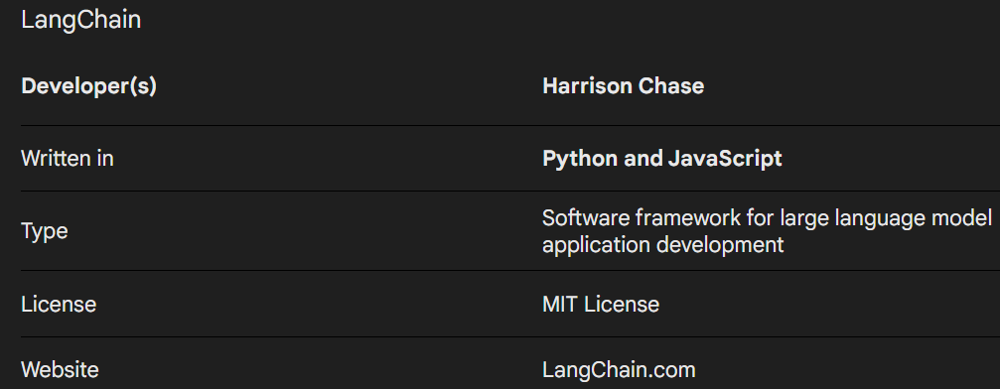 LangChain
Developer(s) Harrison Chase
Written in Python and JavaScript
Type Software framework for large language model
application development
License MIT License
Website LangChain.com